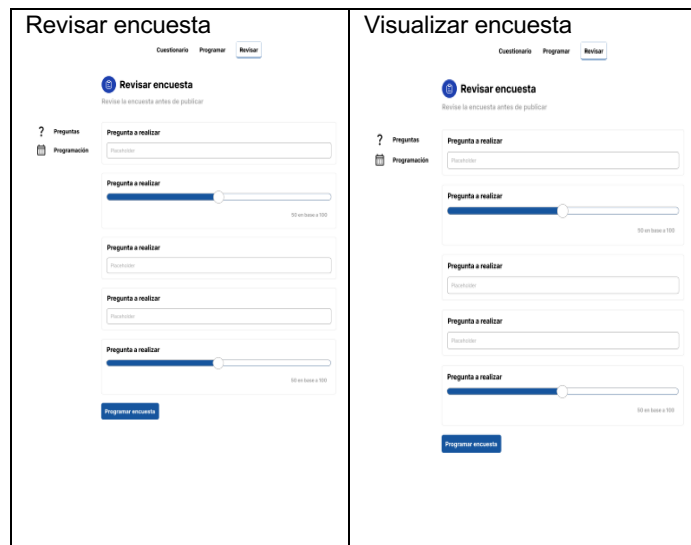 Revisar encuesta
Cuestionario Programar Revisar
Revisar encuesta
Revise la encuesta antes de publicar
Preguntas
Programación
Pregunta a realizar
Placeholder
Pregunta a realizar
50 en base a 100
Pregunta a realizar
Placeholder
Pregunta a realizar
Placeholder
Pregunta a realizar
50 en base a 100
Programar encuesta
Visualizar encuesta
Cuestionario Programar Revisar
Revisar encuesta
Revise la encuesta antes de publicar
Preguntas
Programación
Pregunta a realizar
Placeholder
Pregunta a realizar
50 en base a 100
Pregunta a realizar
Placeholder
Pregunta a realizar
Placeholder
Pregunta a realizar
50 en base a 100
Programar encuesta